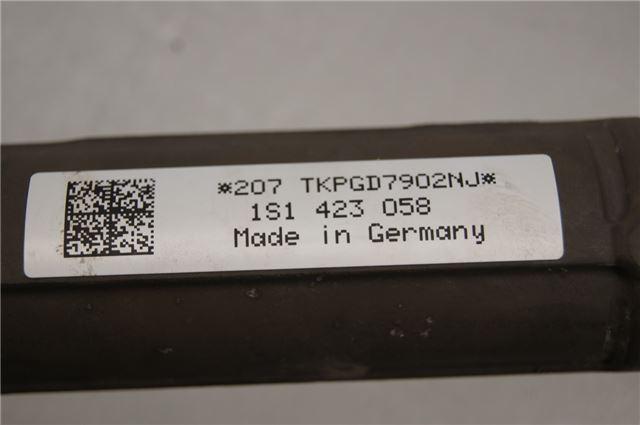 *207 TKPGD7902NJ*
1S1 423 058
Made in Germany